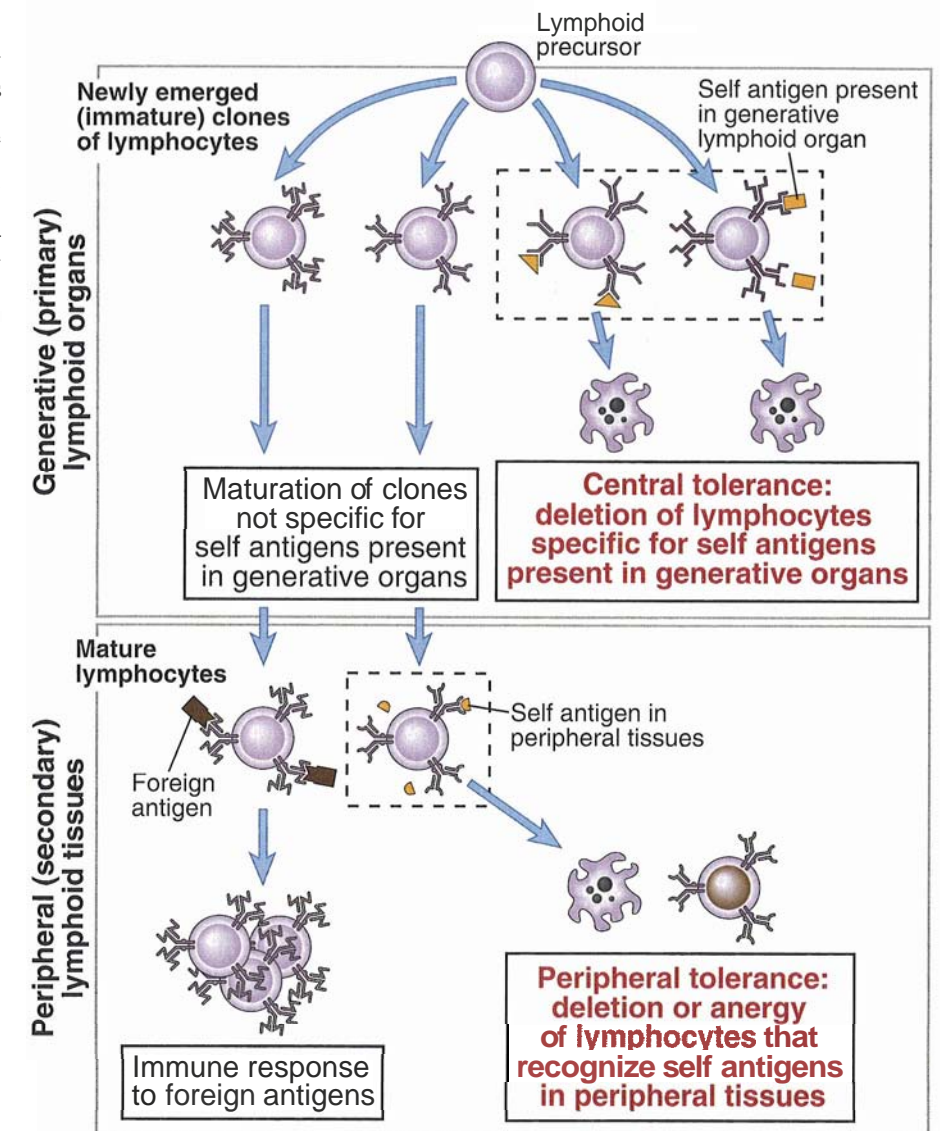 Lymphoid
precursor
Newly emerged
(immature) clones
of lymphocytes
Self antigen present
in generative
lymphoid organ
Generative (primary)
lymphoid organs
Maturation of clones
not specific for
self antigens present
in generative organs
Central tolerance:
deletion of lymphocytes
specific for self antigens
present in generative organs
Mature
lymphocytes
Self antigen in
peripheral tissues
Foreign
antigen
Peripheral (secondary)
lymphoid tissues
Immune response
to foreign antigens
Peripheral tolerance:
deletion or anergy
of lymphocytes that
recognize self antigens
in peripheral tissues